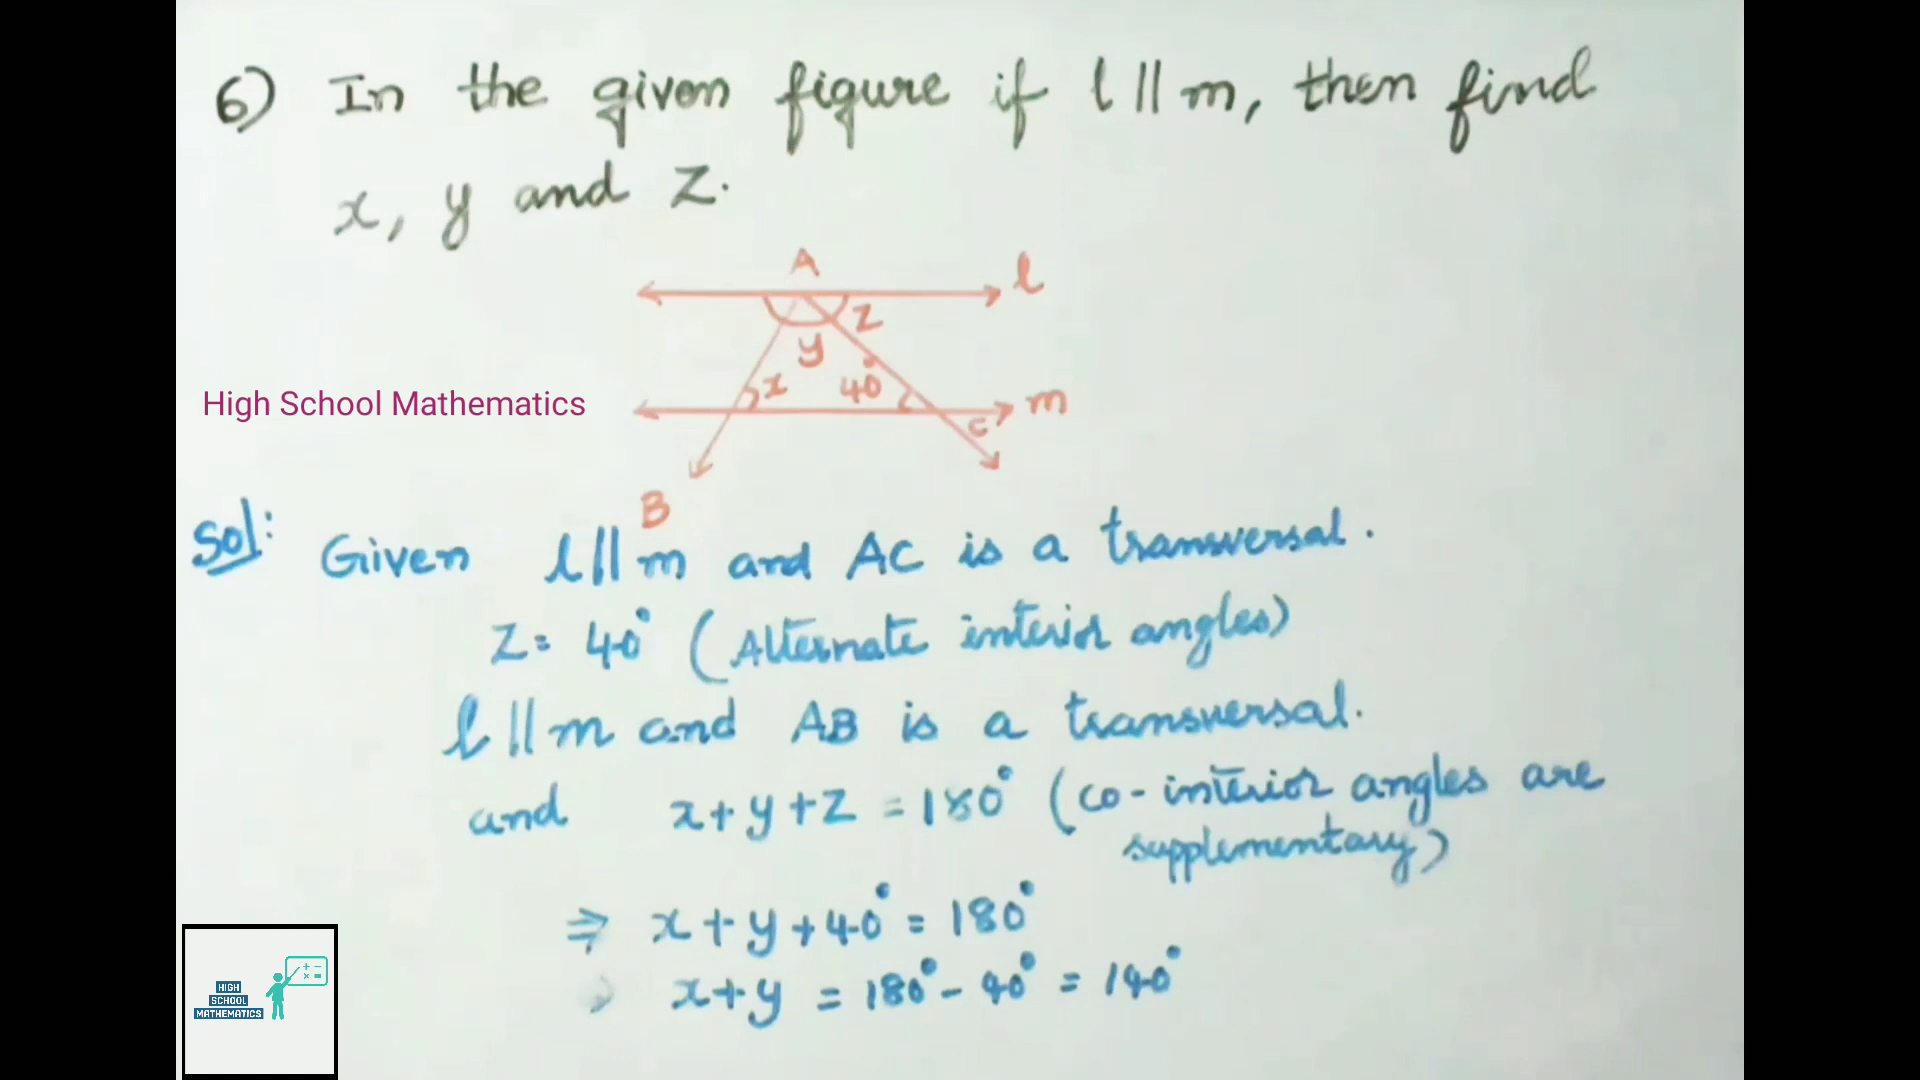 6) In the given figure if l || m, then find
x, y and z.
A
l
z
y
x
40°
m
c
B
High School Mathematics
Sol:
Given l || m and AC is a transversal.
z = 40° (Alternate interior angles)
l || m and AB is a transversal.
and x + y + z = 180° (co-interior angles are
supplementary)
⇒ x + y + 40° = 180°
⇒ x + y = 180° - 40° = 140°
HIGH
SCHOOL
MATHEMATICS
+ −
× =